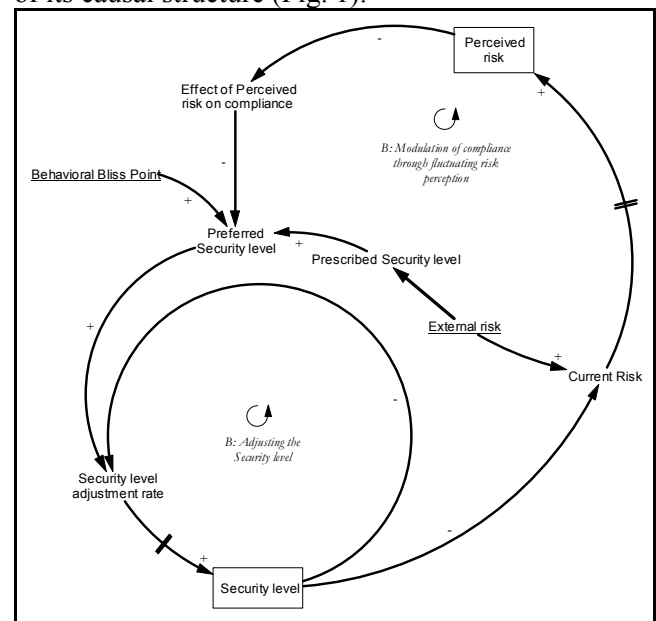 of its causal structure (Fig. 1).
-
Perceived
risk
Effect of Perceived
risk on compliance
+
B: Modulation of compliance
through fluctuating risk
perception
-
Behavioral Bliss Point
+
Preferred
Security level
+
Prescribed Security level
External risk
+
+
Current Risk
-
B: Adjusting the
Security level
Security level
adjustment rate
-
+
Security level